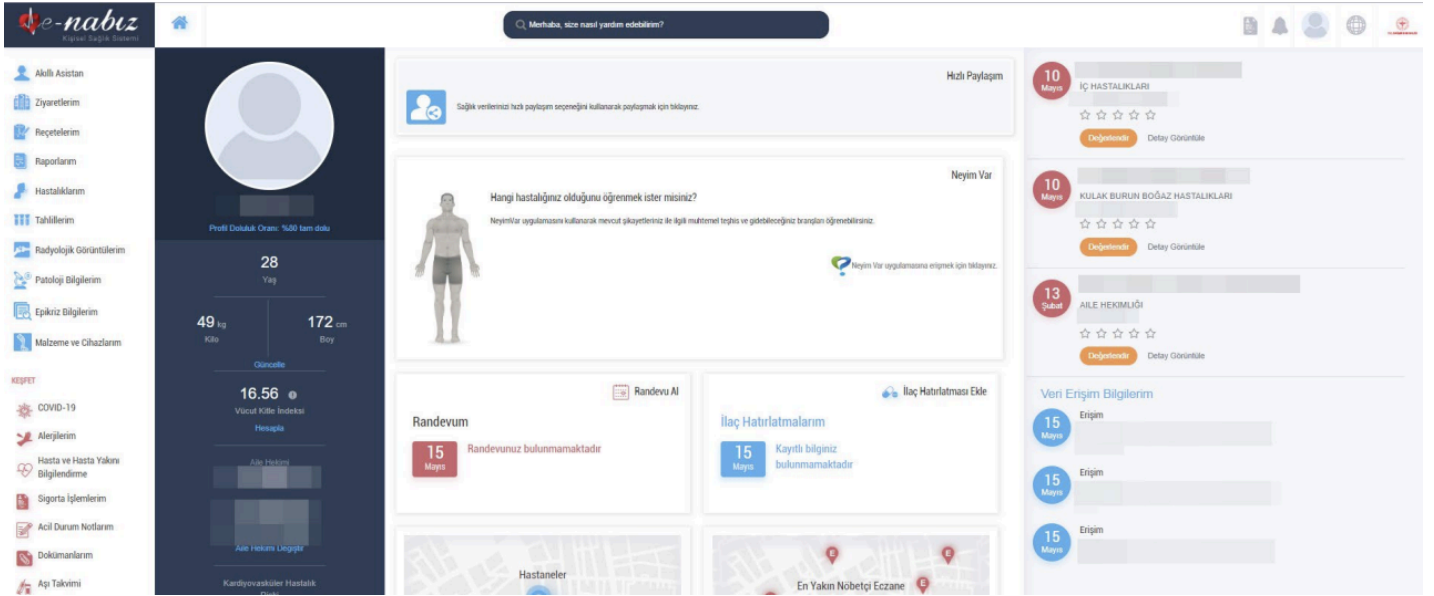 e-nabız
Kişisel Sağlık Sistemi
Merhaba, size nasıl yardım edebilirim?
Akıllı Asistan
Ziyaretlerim
Reçetelerim
Raporlarım
Hastalıklarım
Tahlillerim
Radyolojik Görüntülerim
Patoloji Bilgilerim
Epikriz Bilgilerim
Malzeme ve Cihazlarım
KEŞFET
COVID-19
Alerjilerim
Hasta ve Hasta Yakını
Bilgilendirme
Sigorta İşlemlerim
Acil Durum Notlarım
Dokümanlarım
Aşı Takvimi
Profil Doluluk Oranı: %80 tam dolu
28
Yaş
49 kg
Kilo
172 cm
Boy
Güncelle
16.56
Vücut Kitle İndeksi
Hesapla
Aile Hekimi
Aile Hekimi Değiştir
Kardiyovasküler Hastalık
Hızlı Paylaşım
Sağlık verilerinizi hızlı paylaşım seçeneğini kullanarak paylaşmak için tıklayınız.
Neyim Var
Hangi hastalığınız olduğunu öğrenmek ister misiniz?
NeyimVar uygulamasını kullanarak mevcut şikayetleriniz ile ilgili muhtemel teşhis ve gidebileceğiniz branşları öğrenebilirsiniz.
Neyim Var uygulamasına erişmek için tıklayınız.
Randevu Al
Randevum
15
Mayıs
Randevunuz bulunmamaktadır
İlaç Hatırlatması Ekle
İlaç Hatırlatmalarım
15
Mayıs
Kayıtlı bilginiz
bulunmamaktadır
Hastaneler
E
E
En Yakın Nöbetçi Eczane
E
10
Mayıs
İÇ HASTALIKLARI
Değerlendir
Detay Görüntüle
10
Mayıs
KULAK BURUN BOĞAZ HASTALIKLARI
Değerlendir
Detay Görüntüle
13
Şubat
AILE HEKIMLIĞI
Değerlendir
Detay Görüntüle
Veri Erişim Bilgilerim
15
Mayıs
Erişim
15
Mayıs
Erişim
15
Mayıs
Erişim